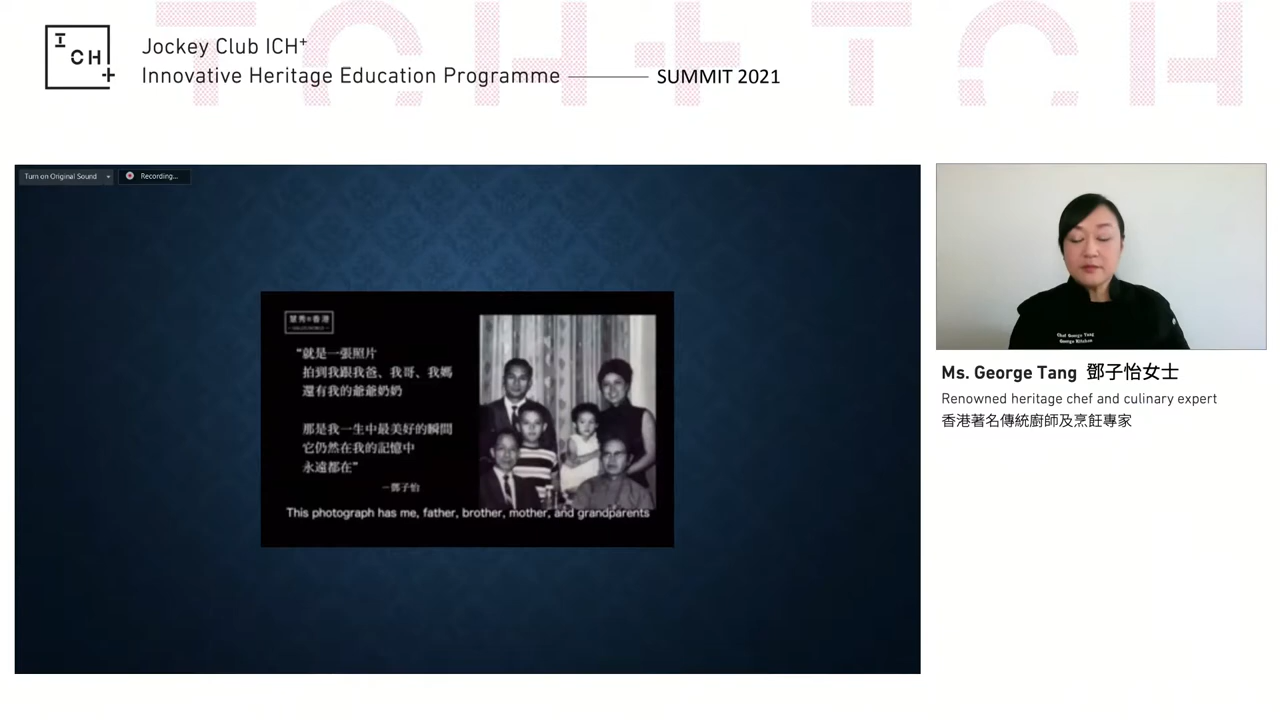 I
CH
+
Jockey Club ICH+
Innovative Heritage Education Programme
SUMMIT 2021
Turn on Original Sound
Recording...
“就是一張照片
拍到我跟我爸、我哥、我媽
還有我的爺爺奶奶
那是我一生中最美好的瞬間
它仍然在我的記憶中
永遠都在”
－鄧子怡
This photograph has me, father, brother, mother, and grandparents
Chef George Tang
George Kitchen
Ms. George Tang 鄧子怡女士
Renowned heritage chef and culinary expert
香港著名傳統廚師及烹飪專家